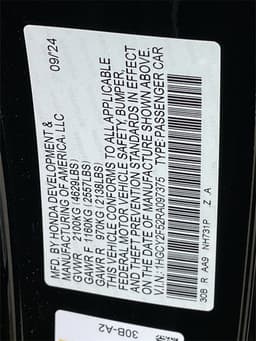 MFD. BY HONDA DEVELOPMENT & 09/24
MANUFACTURING OF AMERICA, LLC
GVWR 2100KG (4629LBS)
GAWR F 1160KG (2557LBS)
GAWR R 970KG (2138LBS)
THIS VEHICLE CONFORMS TO ALL APPLICABLE
FEDERAL MOTOR VEHICLE SAFETY BUMPER,
AND THEFT PREVENTION STANDARDS IN EFFECT
ON THE DATE OF MANUFACTURE SHOWN ABOVE.
V.I.N.: 1HGCY2F52RA097375 TYPE: PASSENGER CAR
308 R AA9 NH731P Z A
30B-A2